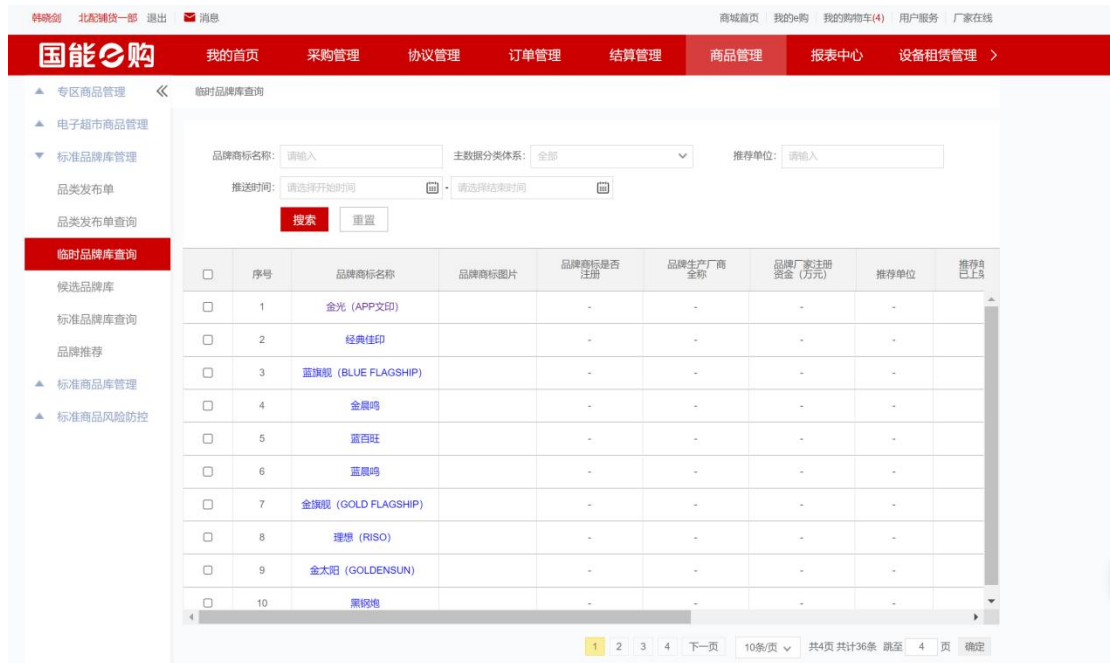 韩晓剑 北配铺货一部 退出 消息 商城首页 我的e购 我的购物车(4) 用户服务 厂家在线
国能e购 我的首页 采购管理 协议管理 订单管理 结算管理 商品管理 报表中心 设备租赁管理
专区商品管理
临时品牌库查询
电子超市商品管理
标准品牌库管理
品类发布单
品类发布单查询
临时品牌库查询
候选品牌库
标准品牌库查询
品牌推荐
标准商品库管理
标准商品风险防控
品牌商标名称: 请输入 主数据分类体系: 全部 推荐单位: 请输入
推送时间: 请选择开始时间 - 请选择结束时间
搜索 重置
序号 品牌商标名称 品牌商标图片 品牌商标是否注册 品牌生产厂商全称 品牌厂家注册资金（万元） 推荐单位
1 金光（APP文印） - - - -
2 经典佳印 - - - -
3 蓝旗舰（BLUE FLAGSHIP） - - - -
4 金晨鸣 - - - -
5 蓝百旺 - - - -
6 蓝晨鸣 - - - -
7 金旗舰（GOLD FLAGSHIP） - - - -
8 理想（RISO） - - - -
9 金太阳（GOLDENSUN） - - - -
10 黑钢炮 - - - -
1 2 3 4 下一页 10条/页 共4页 共计36条 跳至 4 页 确定